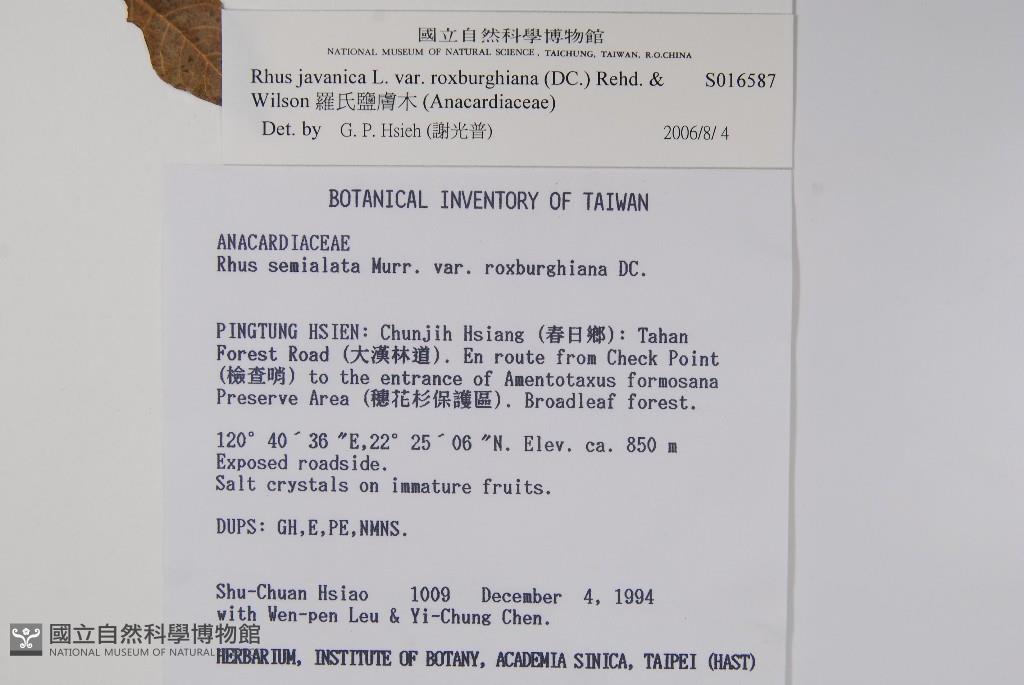 國立自然科學博物館
NATIONAL MUSEUM OF NATURAL SCIENCE, TAICHUNG, TAIWAN, R.O.CHINA
Rhus javanica L. var. roxburghiana (DC.) Rehd. & S016587
Wilson 羅氏鹽膚木 (Anacardiaceae)
Det. by G. P. Hsieh (謝光普) 2006/8/ 4
BOTANICAL INVENTORY OF TAIWAN
ANACARDIACEAE
Rhus semialata Murr. var. roxburghiana DC.
PINGTUNG HSIEN: Chunjih Hsiang (春日鄉): Tahan
Forest Road (大漢林道). En route from Check Point
(檢查哨) to the entrance of Amentotaxus formosana
Preserve Area (穗花杉保護區). Broadleaf forest.
120° 40´ 36 ″E,22° 25´ 06 ″N. Elev. ca. 850 m
Exposed roadside.
Salt crystals on immature fruits.
DUPS: GH,E,PE,NMNS.
Shu-Chuan Hsiao 1009 December 4, 1994
with Wen-pen Leu & Yi-Chung Chen.
國立自然科學博物館
NATIONAL MUSEUM OF NATURAL
HERBARIUM, INSTITUTE OF BOTANY, ACADEMIA SINICA, TAIPEI (HAST)